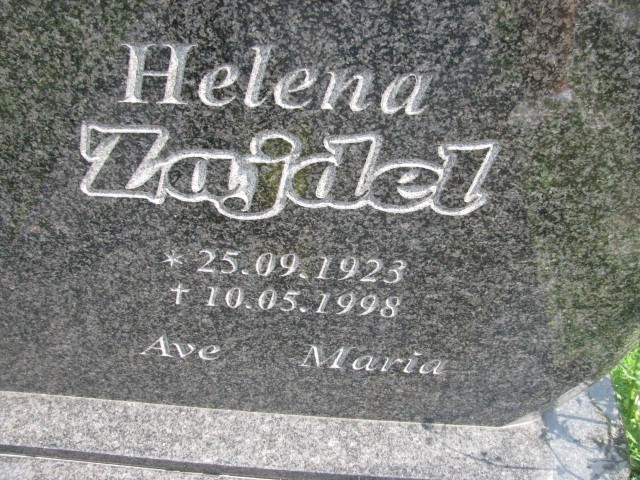 Helena
Zajdel
* 25.09.1923
† 10.05.1998
Ave Maria